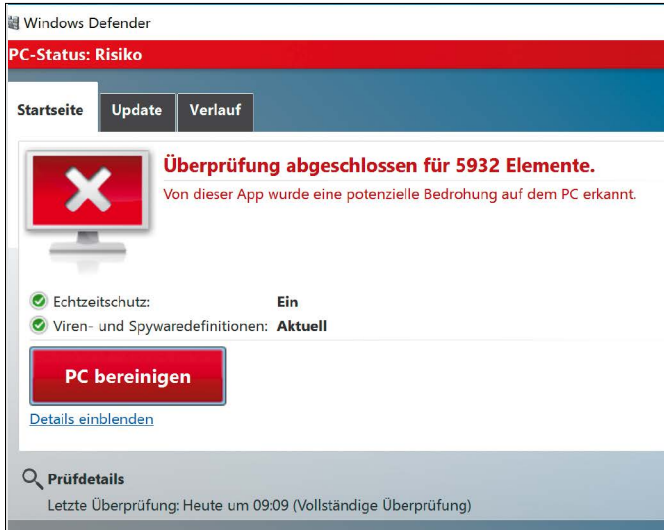 Windows Defender
PC-Status: Risiko
Startseite Update Verlauf
Überprüfung abgeschlossen für 5932 Elemente.
Von dieser App wurde eine potenzielle Bedrohung auf dem PC erkannt.
Echtzeitschutz: Ein
Viren- und Spywaredefinitionen: Aktuell
PC bereinigen
Details einblenden
Prüfdetails
Letzte Überprüfung: Heute um 09:09 (Vollständige Überprüfung)